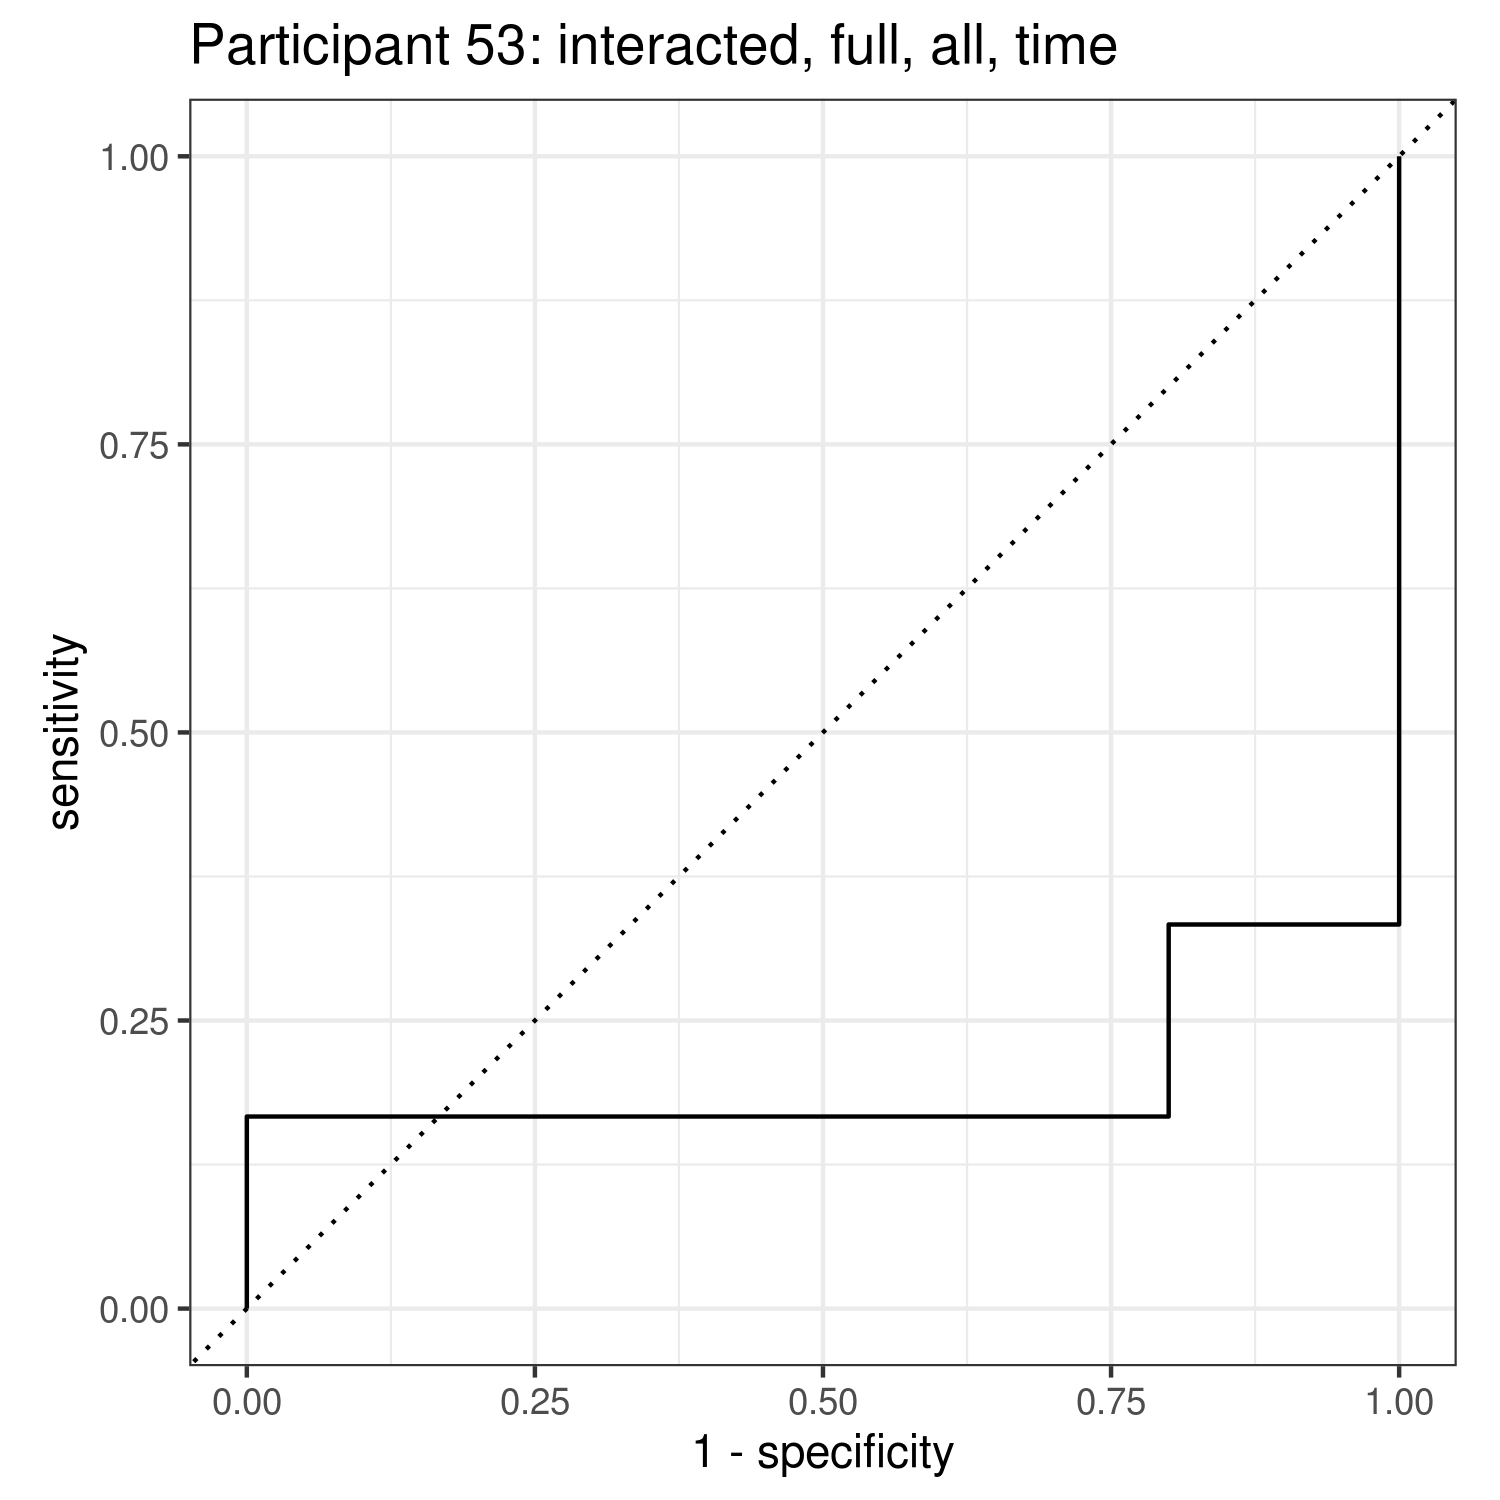 Participant 53: interacted, full, all, time
1.00
0.75
0.50
0.25
0.00
sensitivity
0.00 0.25 0.50 0.75 1.00
1 - specificity